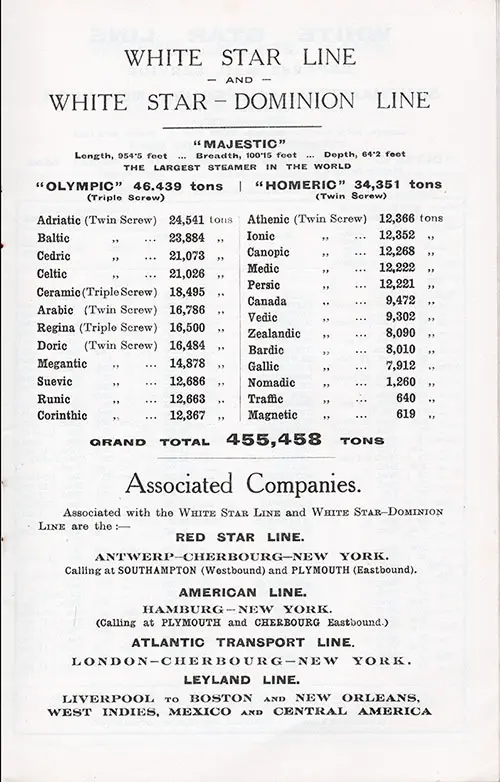 WHITE STAR LINE
– AND –
WHITE STAR – DOMINION LINE
"MAJESTIC"
Length, 954·5 feet ... Breadth, 100·15 feet ... Depth, 64·2 feet
THE LARGEST STEAMER IN THE WORLD
"OLYMPIC" 46.439 tons | "HOMERIC" 34,351 tons
(Triple Screw) (Twin Screw)
Adriatic (Twin Screw) 24,541 tons
Baltic ,, ... 23,884 ,,
Cedric ,, ... 21,073 ,,
Celtic ,, ... 21,026 ,,
Ceramic (Triple Screw) 18,495 ,,
Arabic (Twin Screw) 16,786 ,,
Regina (Triple Screw) 16,500 ,,
Doric (Twin Screw) 16,484 ,,
Megantic ,, ... 14,878 ,,
Suevic ,, ... 12,686 ,,
Runic ,, ... 12,663 ,,
Corinthic ,, ... 12,367 ,,
Athenic (Twin Screw) 12,366 tons
Ionic ,, ... 12,352 ,,
Canopic ,, ... 12,268 ,,
Medic ,, ... 12,222 ,,
Persic ,, ... 12,221 ,,
Canada ,, ... 9,472 ,,
Vedic ,, ... 9,302 ,,
Zealandic ,, ... 8,090 ,,
Bardic ,, ... 8,010 ,,
Gallic ,, ... 7,912 ,,
Nomadic ,, ... 1,260 ,,
Traffic ,, ... 640 ,,
Magnetic ,, ... 619 ,,
GRAND TOTAL 455,458 TONS
Associated Companies.
Associated with the WHITE STAR LINE and WHITE STAR–DOMINION
LINE are the :—
RED STAR LINE.
ANTWERP–CHERBOURG–NEW YORK.
Calling at SOUTHAMPTON (Westbound) and PLYMOUTH (Eastbound).
AMERICAN LINE.
HAMBURG – NEW YORK.
(Calling at PLYMOUTH and CHERBOURG Eastbound.)
ATLANTIC TRANSPORT LINE.
LONDON–CHERBOURG–NEW YORK.
LEYLAND LINE.
LIVERPOOL TO BOSTON AND NEW ORLEANS,
WEST INDIES, MEXICO AND CENTRAL AMERICA